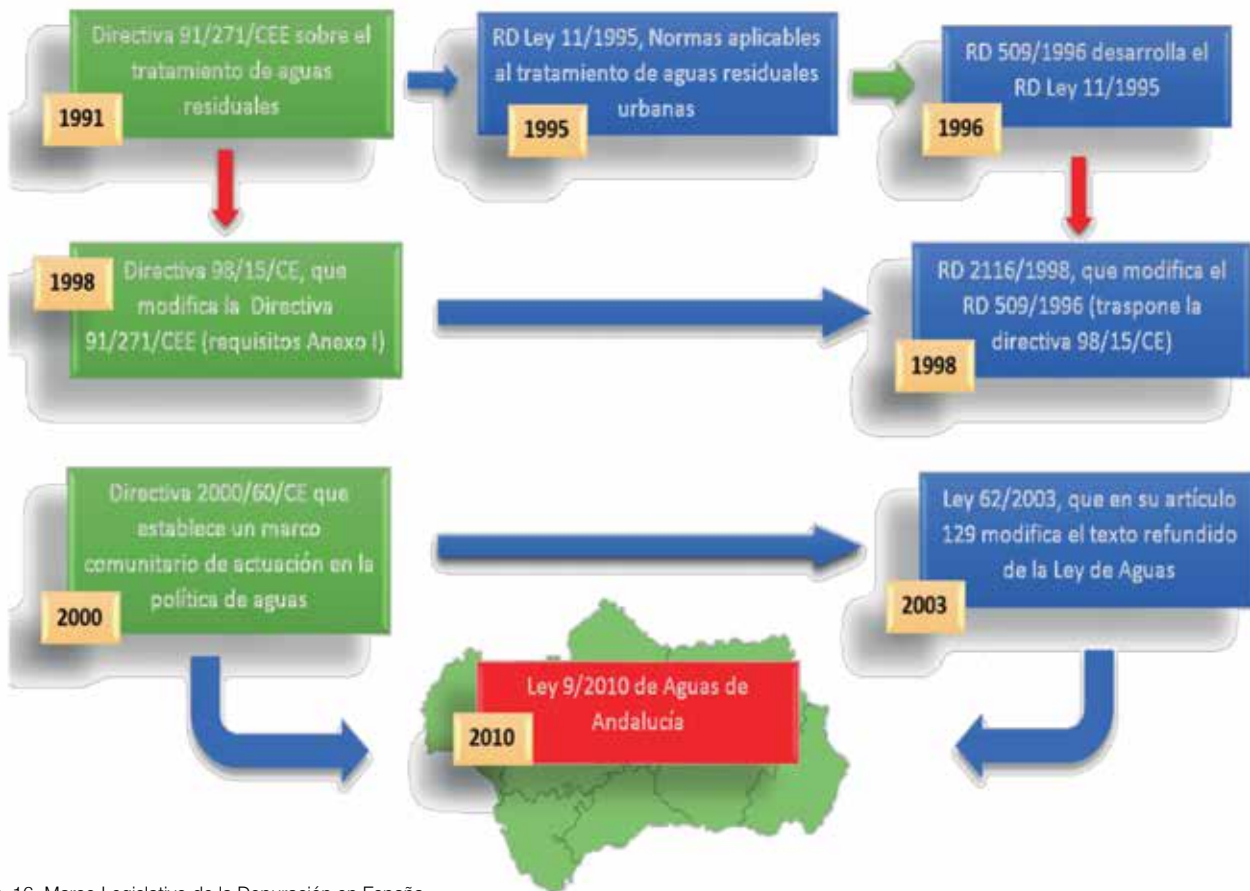 Directiva 91/271/CEE sobre el
tratamiento de aguas
residuales
1991
RD Ley 11/1995, Normas aplicables
al tratamiento de aguas residuales
urbanas
1995
RD 509/1996 desarrolla el
RD Ley 11/1995
1996
1998
Directiva 98/15/CE, que
modifica la Directiva
91/271/CEE (requisitos Anexo I)
RD 2116/1998, que modifica el
RD 509/1996 (traspone la
directiva 98/15/CE)
1998
Directiva 2000/60/CE que
establece un marco
comunitario de actuación en la
política de aguas
2000
Ley 62/2003, que en su artículo
129 modifica el texto refundido
de la Ley de Aguas
2003
Ley 9/2010 de Aguas de
Andalucía
2010
16. Marco Legislativo de la Depuración en España